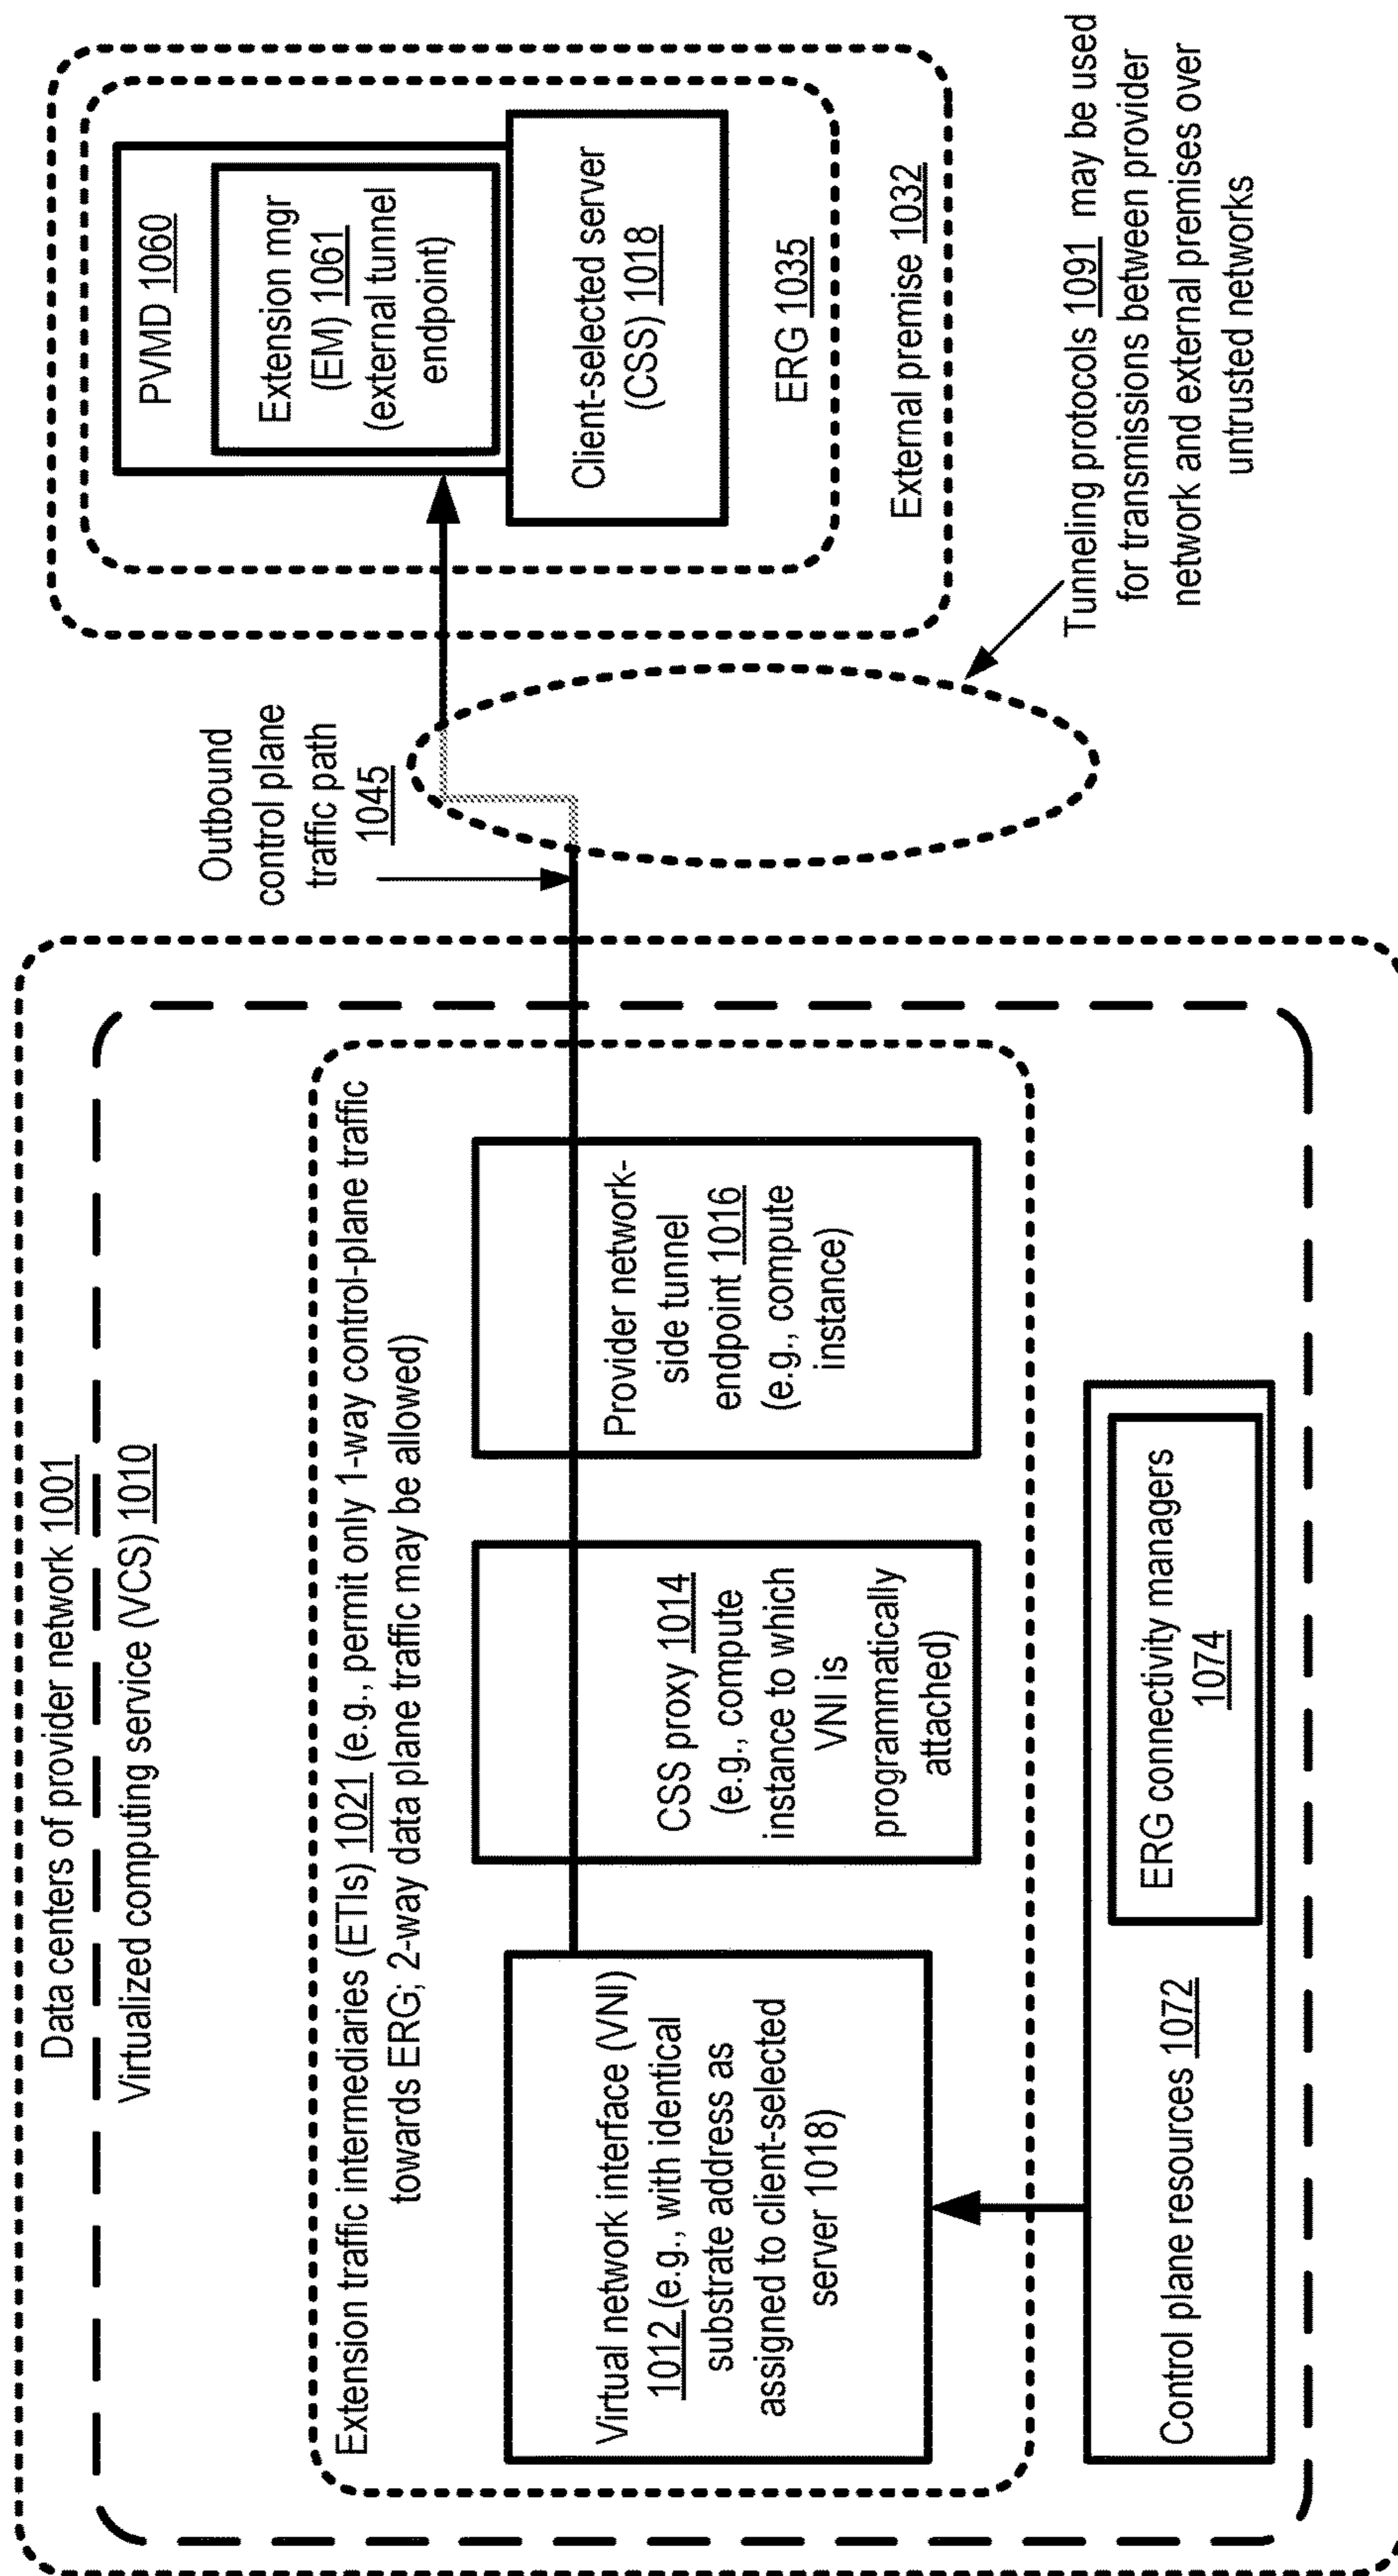 Data centers of provider network 1001
Virtualized computing service (VCS) 1010
Extension traffic intermediaries (ETIs) 1021 (e.g., permit only 1-way control-plane traffic
towards ERG; 2-way data plane traffic may be allowed)
Virtual network interface (VNI)
1012 (e.g., with identical
substrate address as
assigned to client-selected
server 1018)
CSS proxy 1014
(e.g., compute
instance to which
VNI is
programmatically
attached)
Provider network-
side tunnel
endpoint 1016
(e.g., compute
instance)
Control plane resources 1072
ERG connectivity managers
1074
Outbound
control plane
traffic path
1045
PVMD 1060
Extension mgr
(EM) 1061
(external tunnel
endpoint)
Client-selected server
(CSS) 1018
ERG 1035
External premise 1032
Tunneling protocols 1091 may be used
for transmissions between provider
network and external premises over
untrusted networks